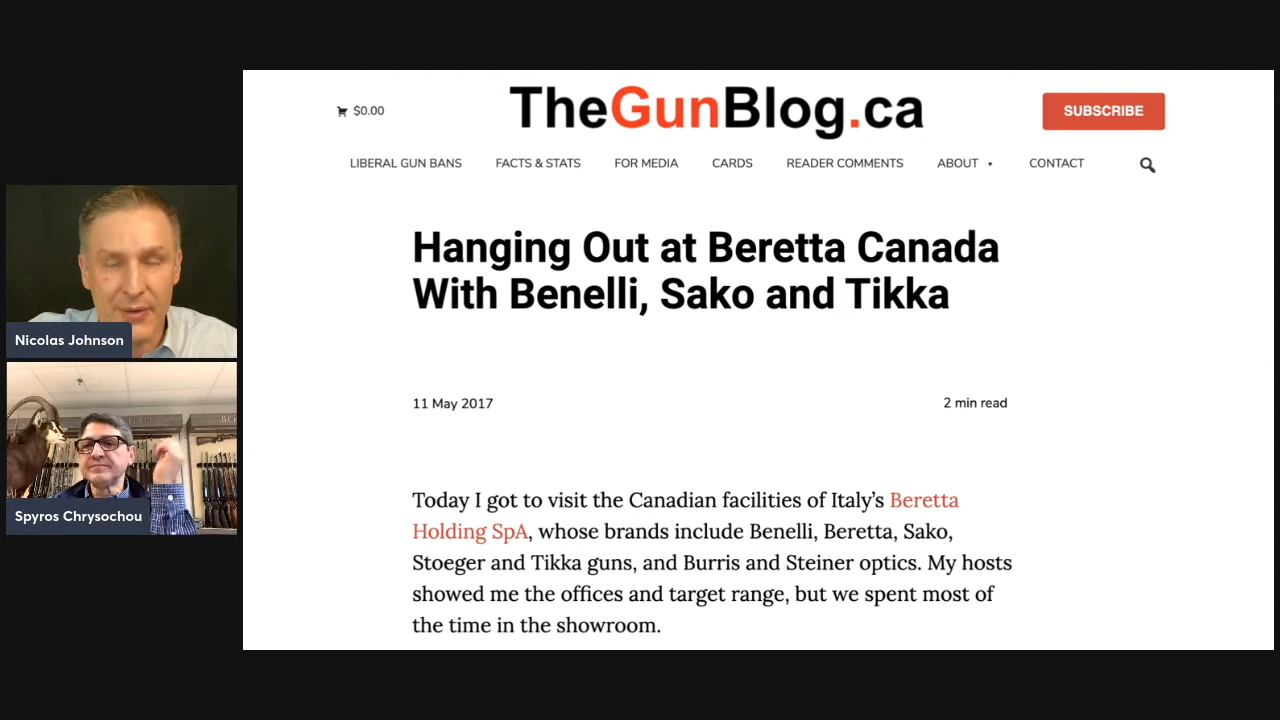 $0.00
TheGunBlog.ca
SUBSCRIBE
LIBERAL GUN BANS
FACTS & STATS
FOR MEDIA
CARDS
READER COMMENTS
ABOUT
CONTACT
Hanging Out at Beretta Canada
With Benelli, Sako and Tikka
11 May 2017
2 min read
Today I got to visit the Canadian facilities of Italy's Beretta
Holding SpA, whose brands include Benelli, Beretta, Sako,
Stoeger and Tikka guns, and Burris and Steiner optics. My hosts
showed me the offices and target range, but we spent most of
the time in the showroom.
Nicolas Johnson
Spyros Chrysochou